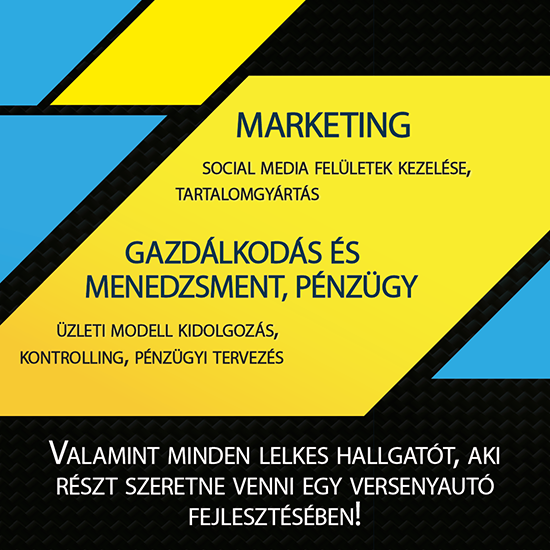 MARKETING
SOCIAL MEDIA FELÜLETEK KEZELÉSE,
TARTALOMGYÁRTÁS
GAZDÁLKODÁS ÉS
MENEDZSMENT, PÉNZÜGY
ÜZLETI MODELL KIDOLGOZÁS,
KONTROLLING, PÉNZÜGYI TERVEZÉS
VALAMINT MINDEN LELKES HALLGATÓT, AKI
RÉSZT SZERETNE VENNI EGY VERSENYAUTÓ
FEJLESZTÉSÉBEN!